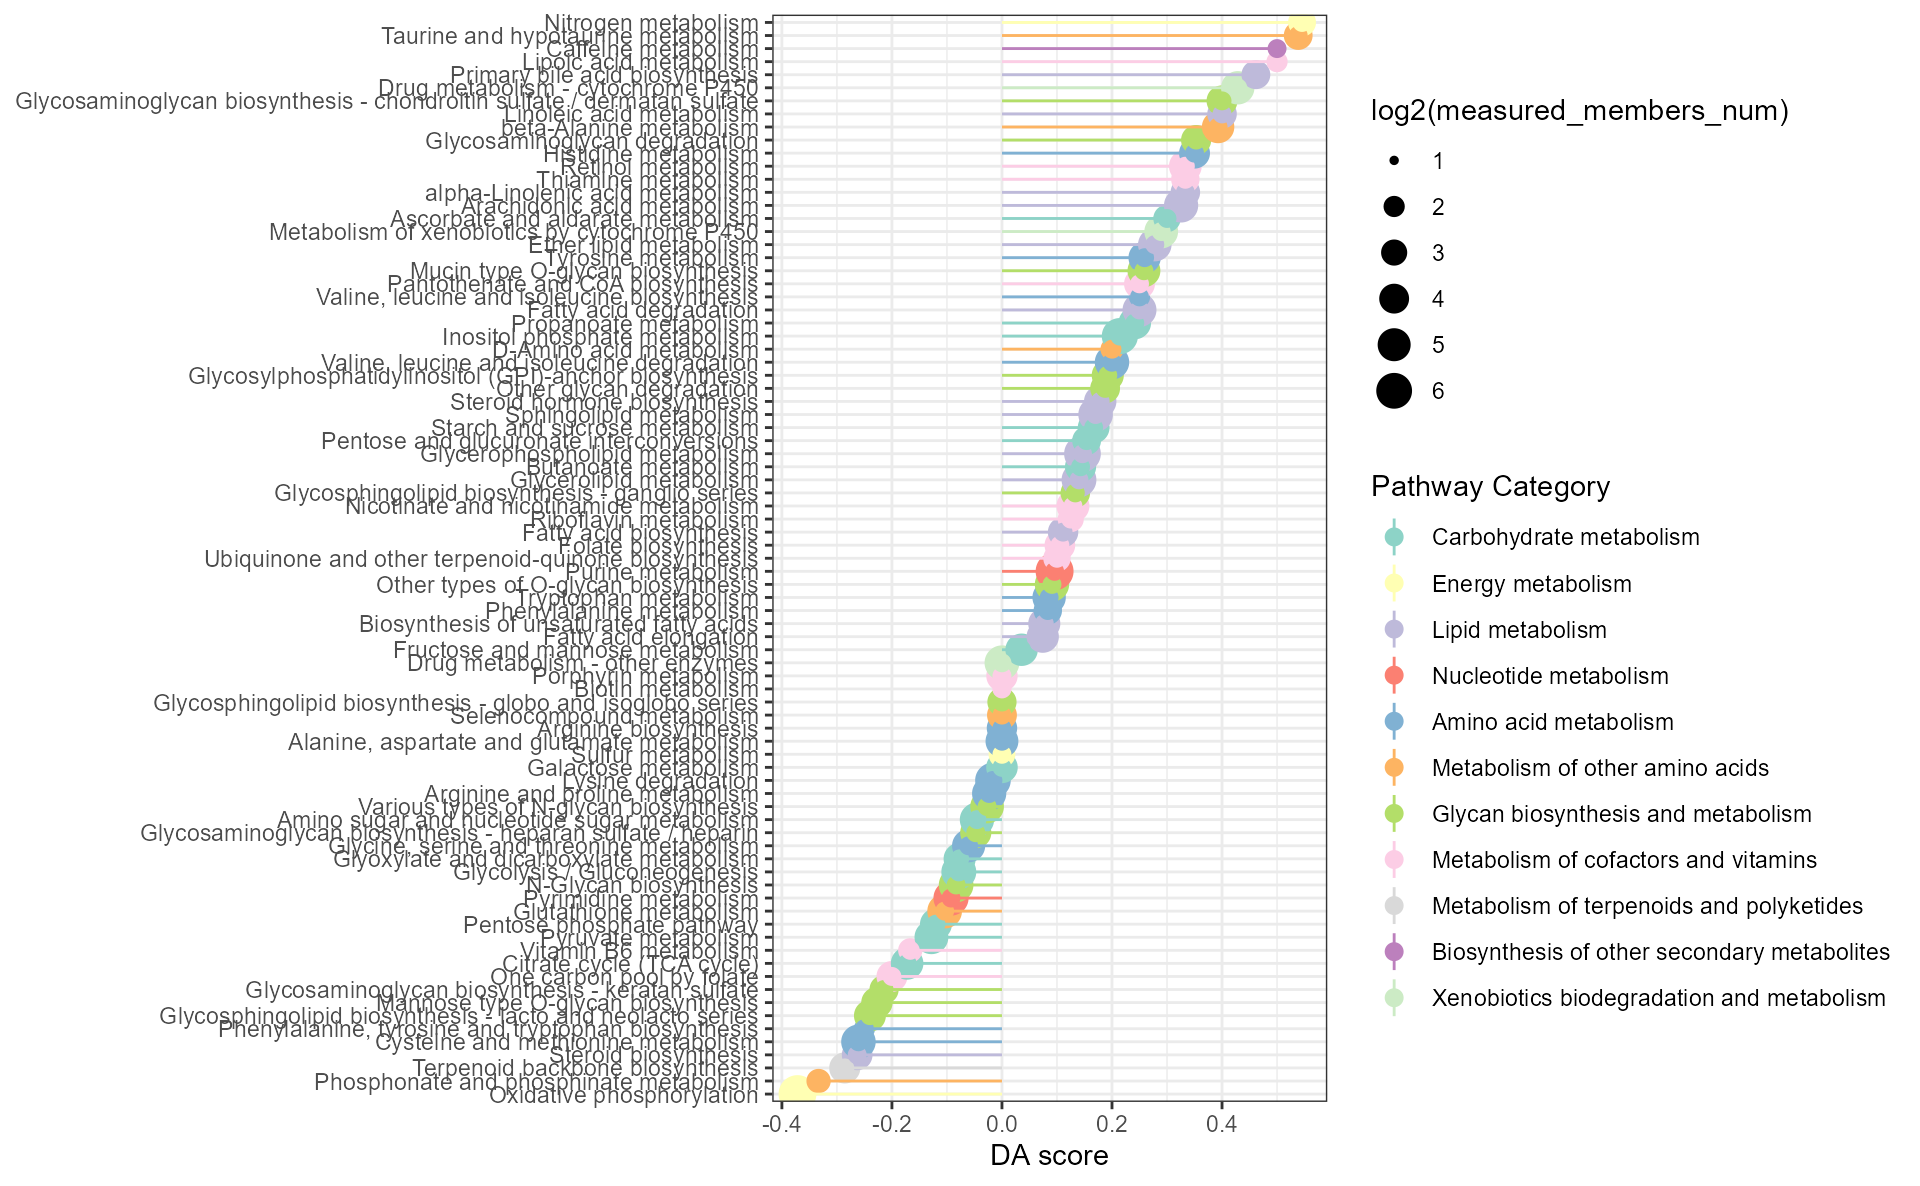 Nitrogen metabolism
Taurine and hypotaurine metabolism
Caffeine metabolism
Lipoic acid metabolism
Primary bile acid biosynthesis
Drug metabolism - cytochrome P450
Glycosaminoglycan biosynthesis - chondroitin sulfate / dermatan sulfate
Linoleic acid metabolism
beta-Alanine metabolism
Glycosaminoglycan degradation
Histidine metabolism
Retinol metabolism
Thiamine metabolism
alpha-Linolenic acid metabolism
Arachidonic acid metabolism
Ascorbate and aldarate metabolism
Metabolism of xenobiotics by cytochrome P450
Ether lipid metabolism
Tyrosine metabolism
Mucin type O-glycan biosynthesis
Pantothenate and CoA biosynthesis
Valine, leucine and isoleucine biosynthesis
Fatty acid degradation
Propanoate metabolism
Inositol phosphate metabolism
D-Amino acid metabolism
Valine, leucine and isoleucine degradation
Glycosylphosphatidylinositol (GPI)-anchor biosynthesis
Other glycan degradation
Steroid hormone biosynthesis
Sphingolipid metabolism
Starch and sucrose metabolism
Pentose and glucuronate interconversions
Glycerophospholipid metabolism
Butanoate metabolism
Glycerolipid metabolism
Glycosphingolipid biosynthesis - ganglio series
Nicotinate and nicotinamide metabolism
Riboflavin metabolism
Fatty acid biosynthesis
Folate biosynthesis
Ubiquinone and other terpenoid-quinone biosynthesis
Purine metabolism
Other types of O-glycan biosynthesis
Tryptophan metabolism
Phenylalanine metabolism
Biosynthesis of unsaturated fatty acids
Fatty acid elongation
Fructose and mannose metabolism
Drug metabolism - other enzymes
Porphyrin metabolism
Biotin metabolism
Glycosphingolipid biosynthesis - globo and isoglobo series
Selenocompound metabolism
Arginine biosynthesis
Alanine, aspartate and glutamate metabolism
Sulfur metabolism
Galactose metabolism
Lysine degradation
Arginine and proline metabolism
Various types of N-glycan biosynthesis
Amino sugar and nucleotide sugar metabolism
Glycosaminoglycan biosynthesis - heparan sulfate / heparin
Glycine, serine and threonine metabolism
Glyoxylate and dicarboxylate metabolism
Glycolysis / Gluconeogenesis
N-Glycan biosynthesis
Pyrimidine metabolism
Glutathione metabolism
Pentose phosphate pathway
Pyruvate metabolism
Vitamin B6 metabolism
Citrate cycle (TCA cycle)
One carbon pool by folate
Glycosaminoglycan biosynthesis - keratan sulfate
Mannose type O-glycan biosynthesis
Glycosphingolipid biosynthesis - lacto and neolacto series
Phenylalanine, tyrosine and tryptophan biosynthesis
Cysteine and methionine metabolism
Steroid biosynthesis
Terpenoid backbone biosynthesis
Phosphonate and phosphinate metabolism
Oxidative phosphorylation
-0.4 -0.2 0.0 0.2 0.4
DA score
log2(measured_members_num)
1
2
3
4
5
6
Pathway Category
Carbohydrate metabolism
Energy metabolism
Lipid metabolism
Nucleotide metabolism
Amino acid metabolism
Metabolism of other amino acids
Glycan biosynthesis and metabolism
Metabolism of cofactors and vitamins
Metabolism of terpenoids and polyketides
Biosynthesis of other secondary metabolites
Xenobiotics biodegradation and metabolism